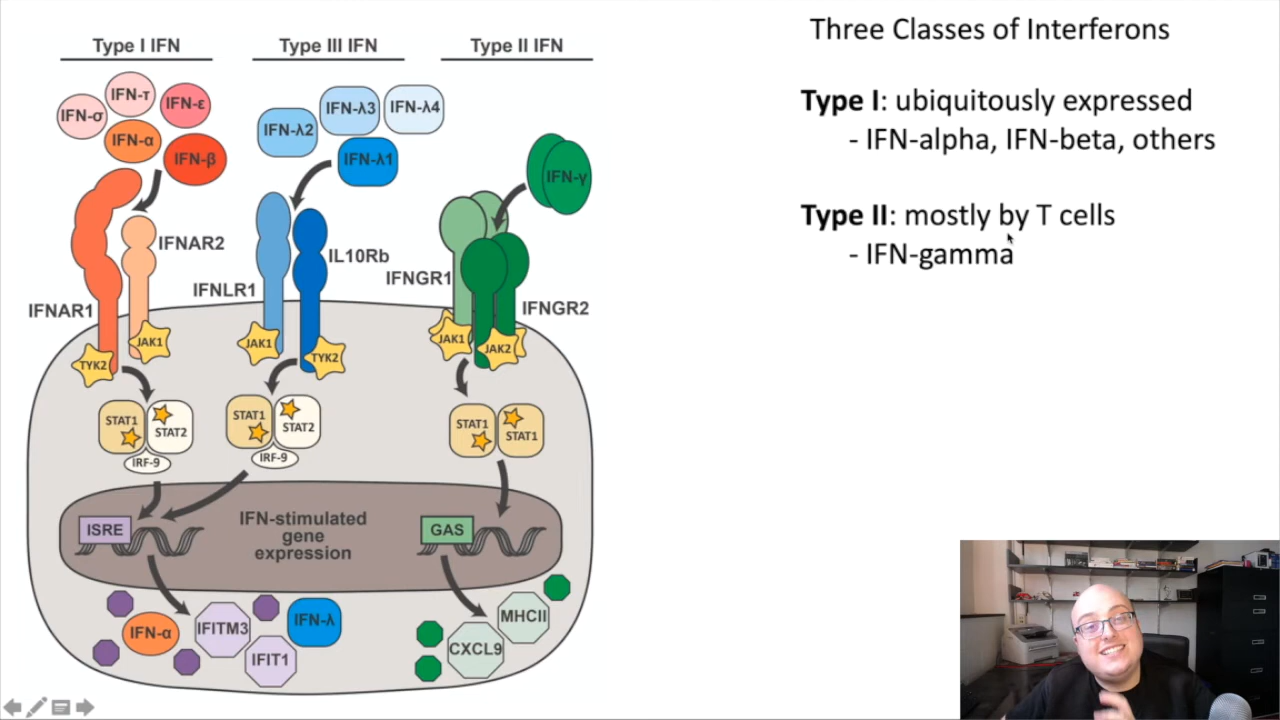 Type I IFN
Type III IFN
Type II IFN
IFN-σ
IFN-τ
IFN-ε
IFN-α
IFN-β
IFN-λ2
IFN-λ3
IFN-λ4
IFN-λ1
IFN-γ
IFNAR2
IFNAR1
IFNLR1
IL10Rb
IFNGR1
IFNGR2
TYK2
JAK1
JAK1
TYK2
JAK1
JAK2
STAT1
STAT2
IRF-9
STAT1
STAT2
IRF-9
STAT1
STAT1
ISRE
IFN-stimulated
gene
expression
GAS
IFN-α
IFITM3
IFIT1
IFN-λ
MHCII
CXCL9
Three Classes of Interferons
Type I: ubiquitously expressed
- IFN-alpha, IFN-beta, others
Type II: mostly by T cells
- IFN-gamma